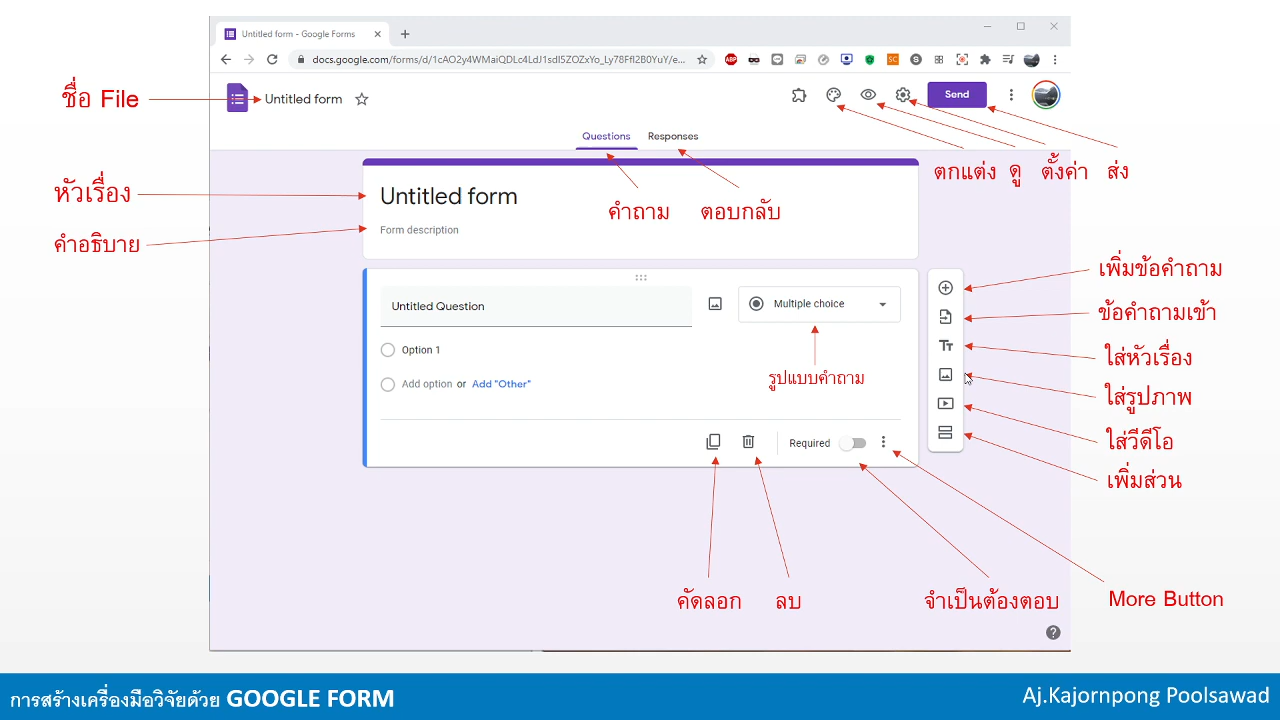 Untitled form - Google Forms
docs.google.com/forms/d/
ABP
SC
S
ชื่อ File
Untitled form
Send
Questions
Responses
ตกแต่ง
ดู
ตั้งค่า
ส่ง
หัวเรื่อง
Untitled form
คำถาม
ตอบกลับ
คำอธิบาย
Form description
เพิ่มข้อคำถาม
Untitled Question
Multiple choice
ข้อคำถามเข้า
Option 1
Tт
ใส่หัวเรื่อง
รูปแบบคำถาม
Add option or Add "Other"
ใส่รูปภาพ
ใส่วีดีโอ
Required
เพิ่มส่วน
คัดลอก
ลบ
จำเป็นต้องตอบ
More Button
การสร้างเครื่องมือวิจัยด้วย GOOGLE FORM
Aj.Kajornpong Poolsawad